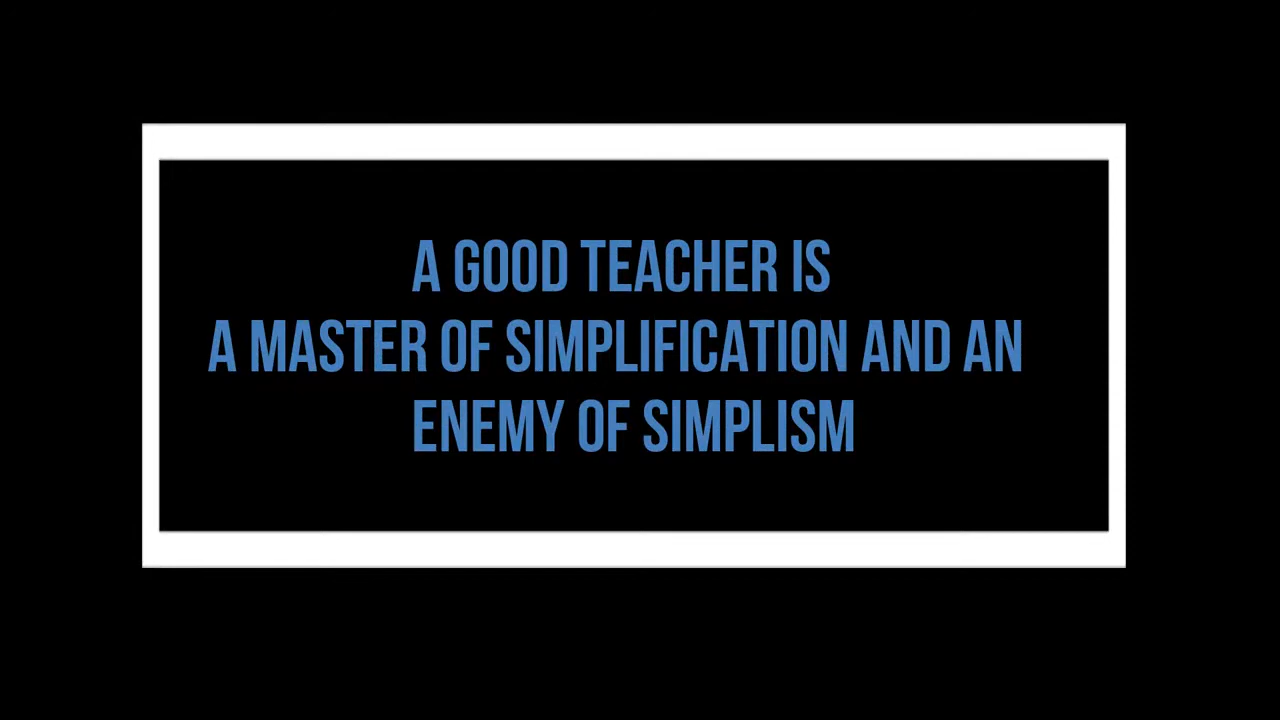 A GOOD TEACHER IS
A MASTER OF SIMPLIFICATION AND AN
ENEMY OF SIMPLISM